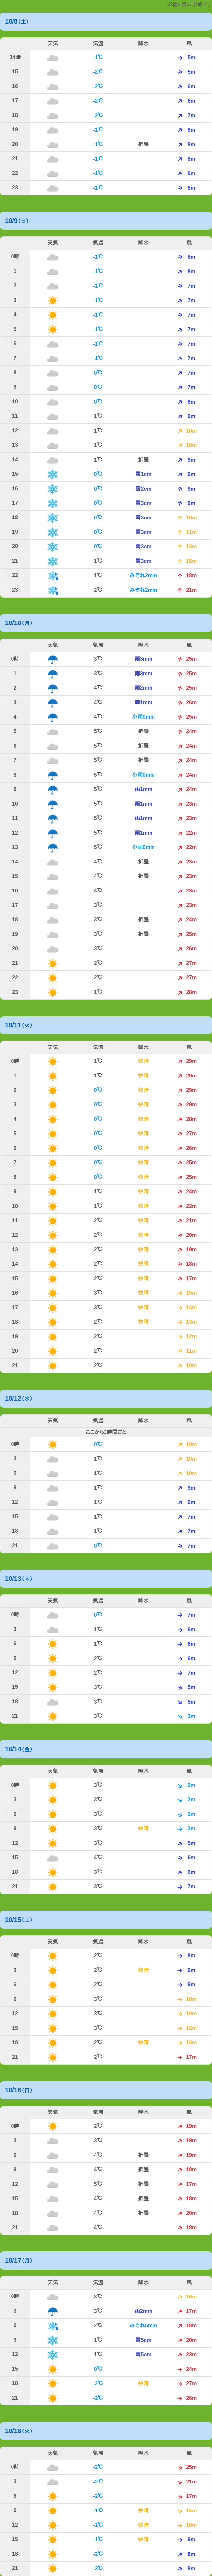 10/8(土)
天気 気温 降水 風
14時 -1℃ 5m
15 -2℃ 5m
16 -2℃ 6m
17 -2℃ 6m
18 -2℃ 7m
19 -1℃ 8m
20 -1℃ 折曇 8m
21 -1℃ 8m
22 -1℃ 8m
23 -1℃ 8m
10/9(日)
天気 気温 降水 風
0時 -1℃ 8m
1 -1℃ 8m
2 -1℃ 7m
3 -1℃ 7m
4 -1℃ 7m
5 -1℃ 7m
6 -1℃ 7m
7 -1℃ 7m
8 0℃ 7m
9 0℃ 7m
10 0℃ 8m
11 1℃ 9m
12 1℃ 10m
13 1℃ 10m
14 1℃ 折曇 9m
15 0℃ 雪1cm 9m
16 0℃ 雪2cm 9m
17 0℃ 雪3cm 9m
18 0℃ 雪3cm 10m
19 0℃ 雪3cm 11m
20 0℃ 雪3cm 13m
21 1℃ 雪3cm 15m
22 1℃ みぞれ2mm 18m
23 2℃ みぞれ2mm 21m
10/10(月)
天気 気温 降水 風
0時 3℃ 雨3mm 25m
1 3℃ 雨3mm 25m
2 4℃ 雨2mm 25m
3 4℃ 雨1mm 26m
4 4℃ 小雨0mm 25m
5 5℃ 折曇 24m
6 5℃ 折曇 24m
7 5℃ 折曇 24m
8 5℃ 小雨0mm 24m
9 5℃ 雨1mm 24m
10 5℃ 雨1mm 23m
11 5℃ 雨1mm 23m
12 5℃ 雨1mm 22m
13 5℃ 小雨0mm 22m
14 4℃ 折曇 23m
15 4℃ 折曇 23m
16 4℃ 23m
17 3℃ 23m
18 3℃ 折曇 24m
19 3℃ 折曇 25m
20 3℃ 26m
21 2℃ 27m
22 2℃ 27m
23 1℃ 28m
10/11(火)
天気 気温 降水 風
0時 1℃ 快晴 29m
1 1℃ 快晴 29m
2 0℃ 快晴 29m
3 0℃ 快晴 29m
4 0℃ 快晴 28m
5 0℃ 快晴 27m
6 0℃ 快晴 26m
7 0℃ 快晴 25m
8 0℃ 快晴 25m
9 1℃ 快晴 24m
10 1℃ 快晴 22m
11 2℃ 快晴 21m
12 2℃ 快晴 20m
13 2℃ 快晴 19m
14 2℃ 快晴 18m
15 2℃ 快晴 17m
16 3℃ 快晴 15m
17 3℃ 快晴 14m
18 2℃ 快晴 13m
19 2℃ 12m
20 2℃ 11m
21 2℃ 10m
10/12(水)
天気 気温 降水 風
ここから3時間ごと
0時 0℃ 10m
3 1℃ 10m
6 1℃ 10m
9 1℃ 9m
12 1℃ 9m
15 1℃ 7m
18 1℃ 7m
21 0℃ 7m
10/13(木)
天気 気温 降水 風
0時 0℃ 7m
3 1℃ 6m
6 1℃ 6m
9 2℃ 6m
12 2℃ 7m
15 3℃ 5m
18 3℃ 5m
21 3℃ 3m
10/14(金)
天気 気温 降水 風
0時 3℃ 2m
3 3℃ 2m
6 3℃ 2m
9 3℃ 快晴 3m
12 3℃ 5m
15 4℃ 6m
18 3℃ 6m
21 3℃ 7m
10/15(土)
天気 気温 降水 風
0時 2℃ 8m
3 2℃ 快晴 9m
6 2℃ 9m
9 3℃ 10m
12 3℃ 10m
15 3℃ 12m
18 2℃ 快晴 14m
21 2℃ 17m
10/16(日)
天気 気温 降水 風
0時 2℃ 19m
3 3℃ 19m
6 4℃ 折曇 19m
9 4℃ 折曇 18m
12 5℃ 折曇 17m
15 4℃ 折曇 18m
18 4℃ 折曇 20m
21 4℃ 18m
10/17(月)
天気 気温 降水 風
0時 3℃ 16m
3 3℃ 雨2mm 17m
6 2℃ みぞれ5mm 18m
9 1℃ 雪5cm 20m
12 1℃ 雪5cm 23m
15 0℃ 24m
18 -2℃ 快晴 27m
21 -2℃ 26m
10/18(火)
天気 気温 降水 風
0時 -2℃ 25m
3 -2℃ 21m
6 -2℃ 17m
9 -1℃ 快晴 14m
12 -1℃ 快晴 10m
15 -1℃ 快晴 9m
18 -2℃ 8m
21 -3℃ 8m